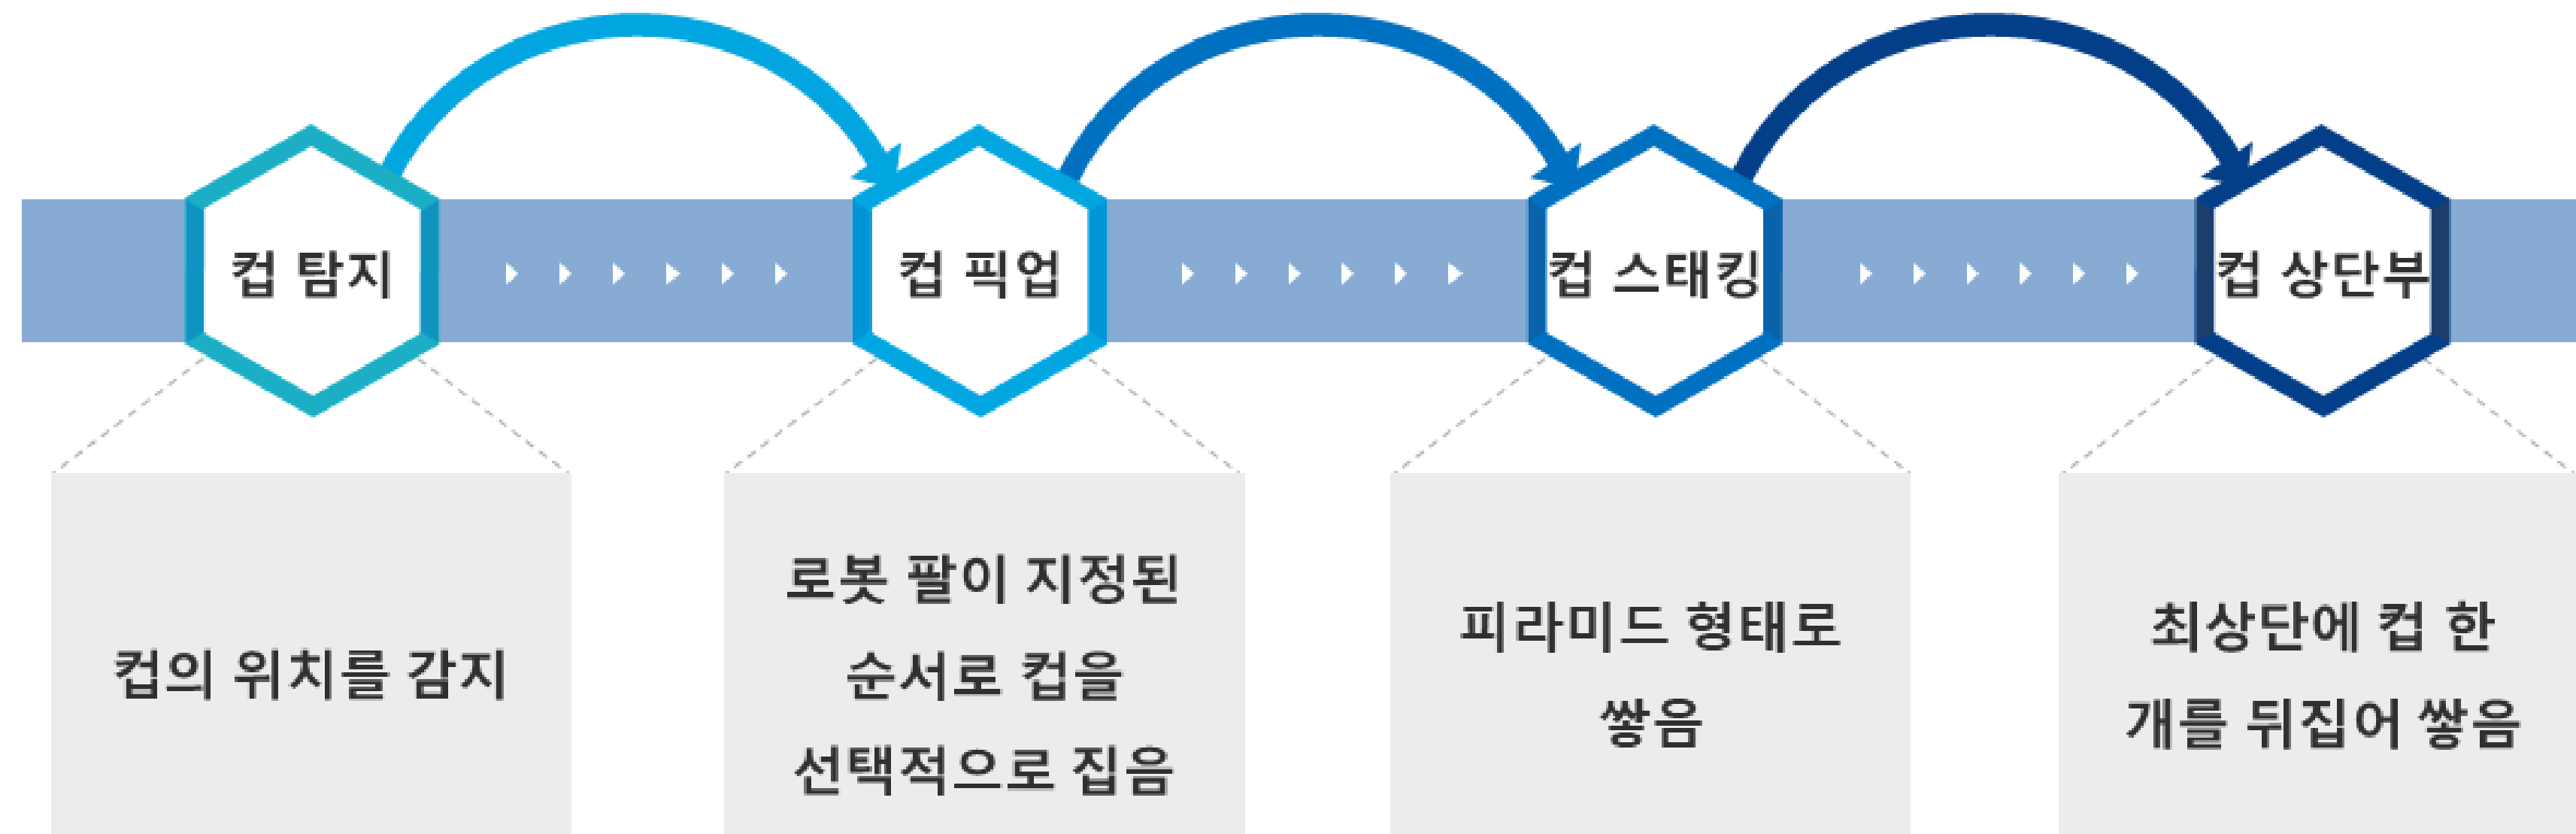 컵 탐지
컵 픽업
컵 스태킹
컵 상단부
컵의 위치를 감지
로봇 팔이 지정된
순서로 컵을
선택적으로 집음
피라미드 형태로
쌓음
최상단에 컵 한
개를 뒤집어 쌓음